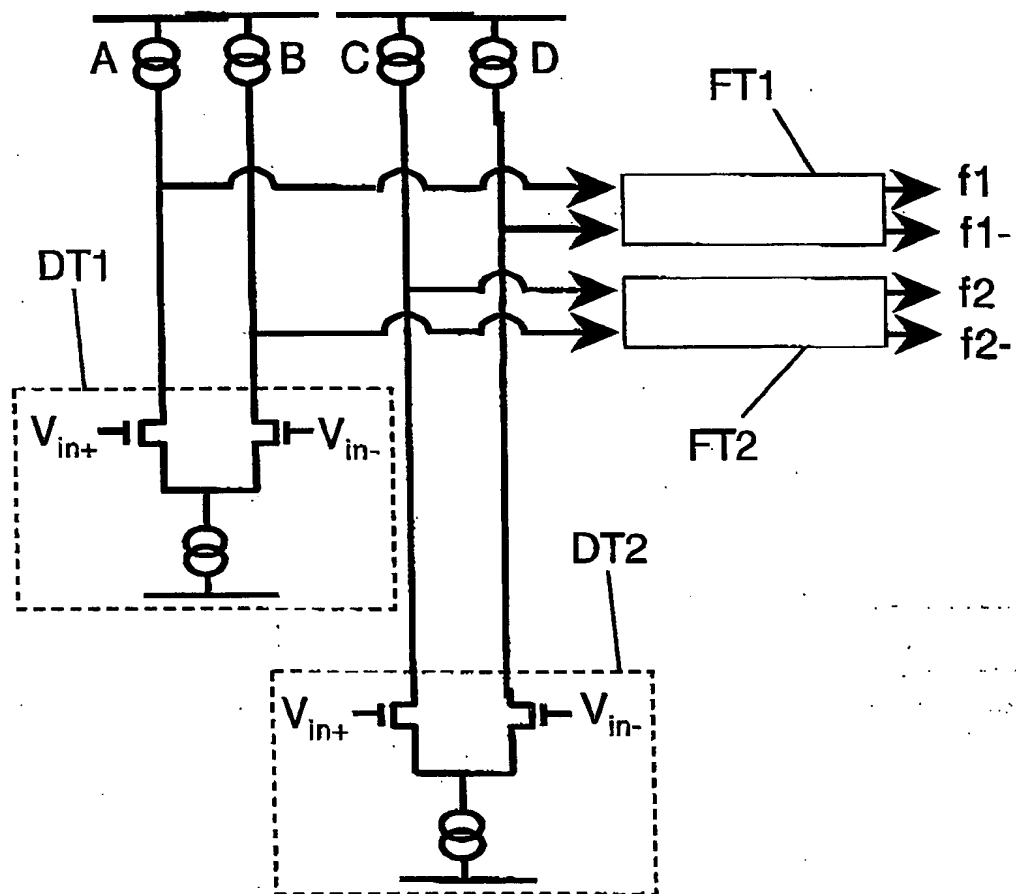 A B C D
FT1
f1
f1-
DT1
f2
f2-
Vin+ Vin-
FT2
DT2
Vin+ Vin-